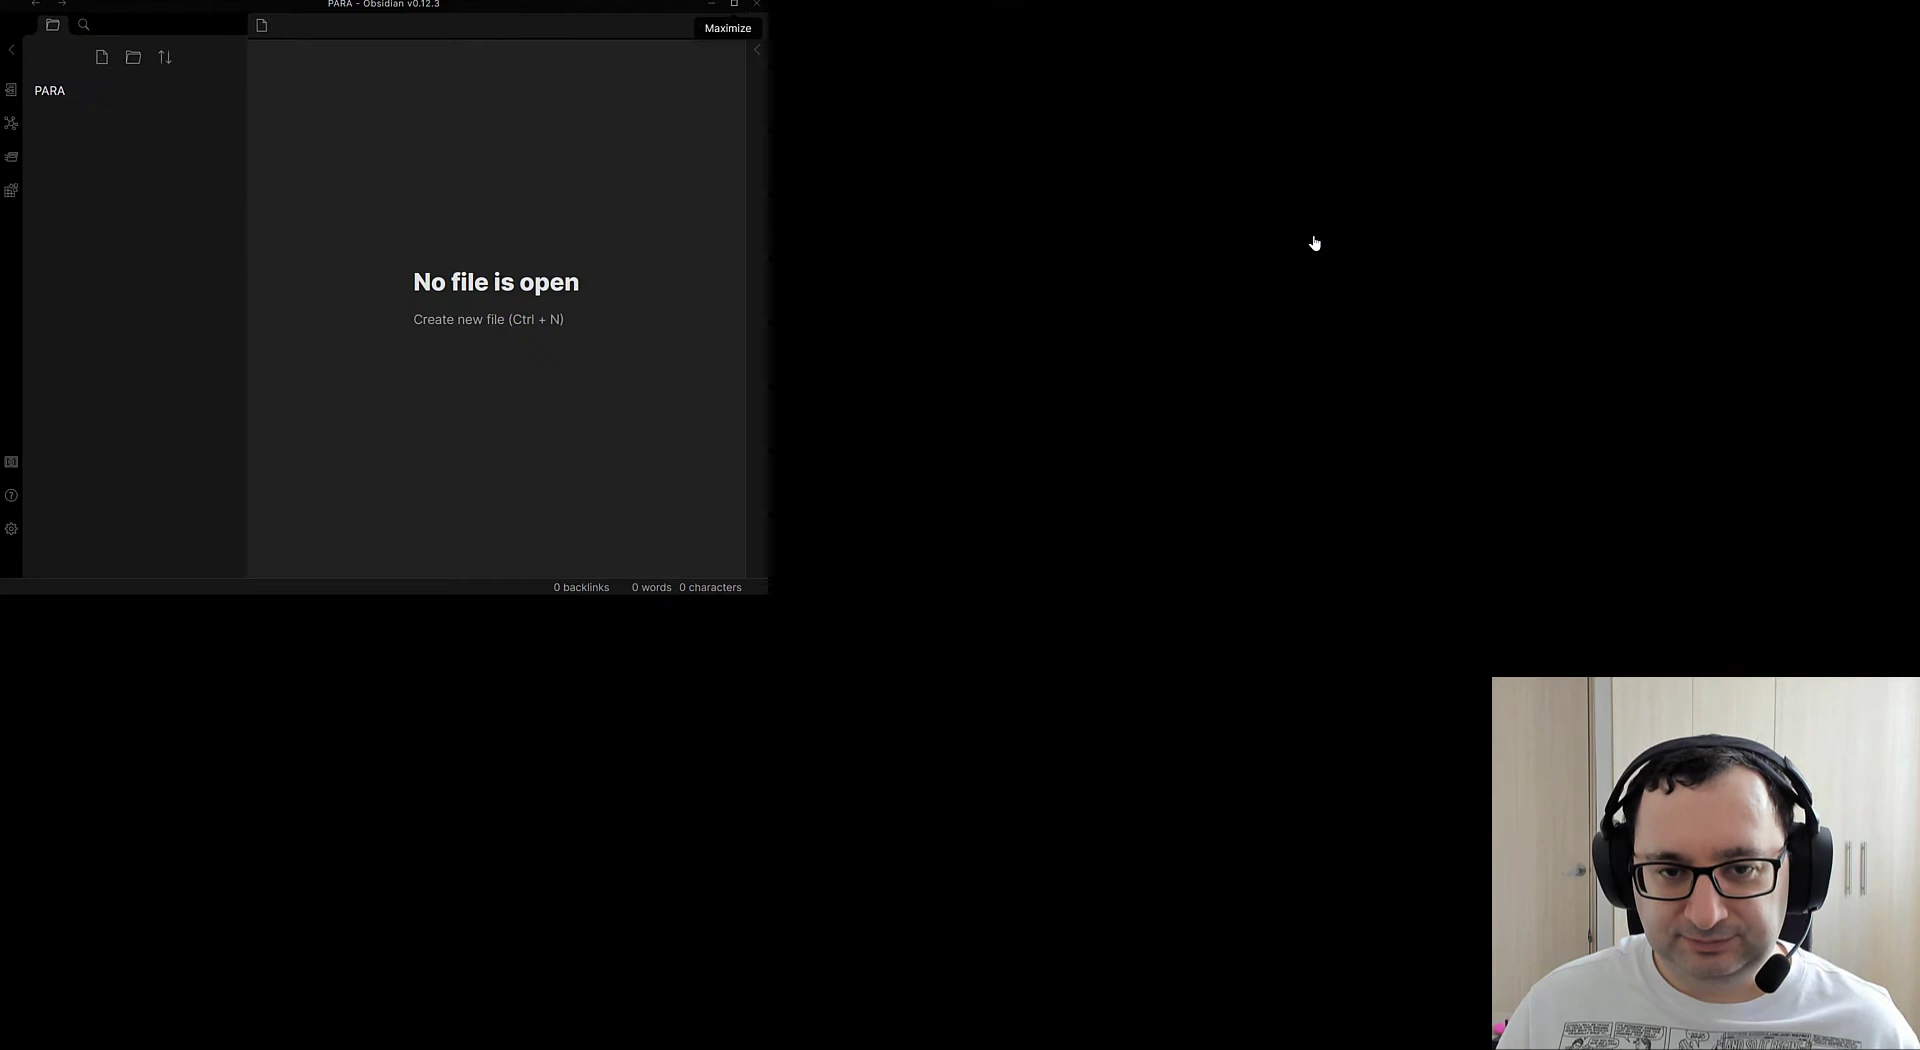 PARA - Obsidian v0.12.3
Maximize
PARA
No file is open
Create new file (Ctrl + N)
0 backlinks 0 words 0 characters